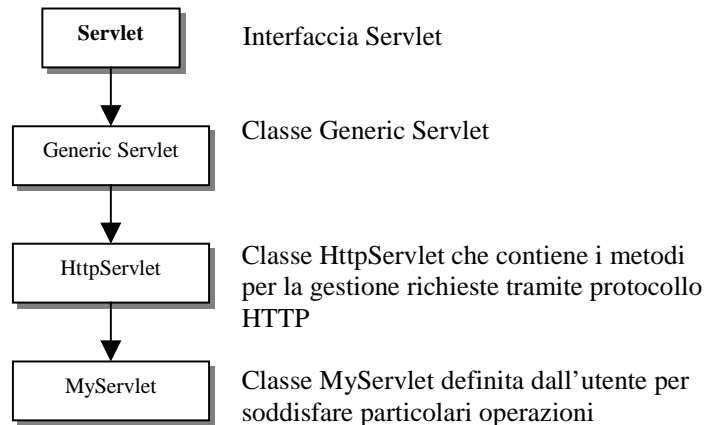 Servlet
Interfaccia Servlet
Generic Servlet
Classe Generic Servlet
HttpServlet
Classe HttpServlet che contiene i metodi
per la gestione richieste tramite protocollo
HTTP
MyServlet
Classe MyServlet definita dall'utente per
soddisfare particolari operazioni